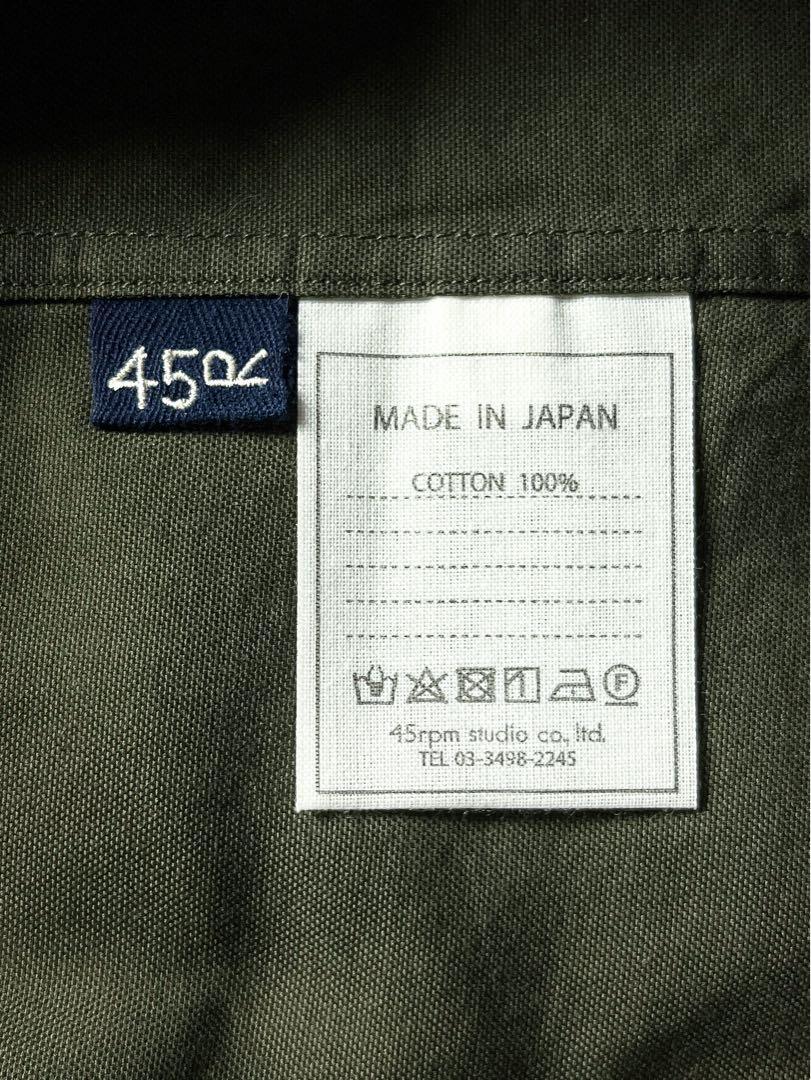 45R
MADE IN JAPAN
COTTON 100%
F
45rpm studio co., ltd.
TEL 03-3498-2245